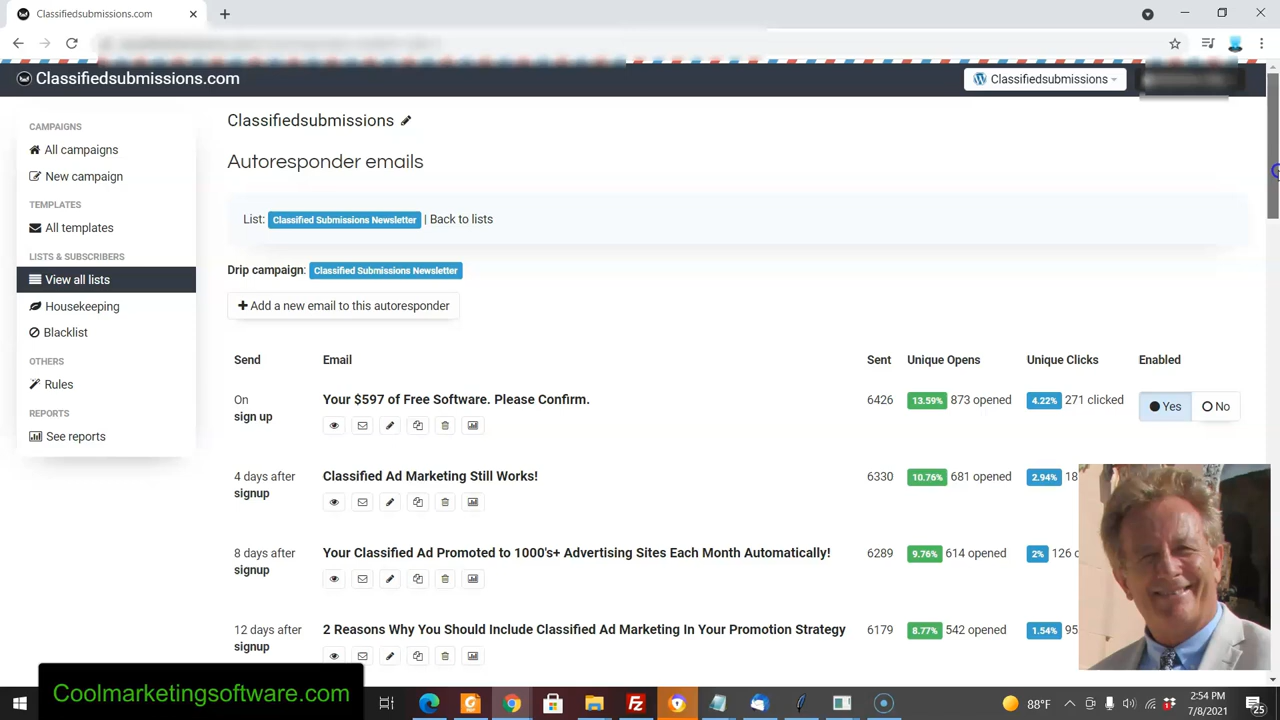 Classifiedsubmissions.com
Classifiedsubmissions.com
Classifiedsubmissions
CAMPAIGNS
All campaigns
New campaign
TEMPLATES
All templates
LISTS & SUBSCRIBERS
View all lists
Housekeeping
Blacklist
OTHERS
Rules
REPORTS
See reports
Classifiedsubmissions
Autoresponder emails
List: Classified Submissions Newsletter | Back to lists
Drip campaign: Classified Submissions Newsletter
Add a new email to this autoresponder
Send Email Sent Unique Opens Unique Clicks Enabled
On sign up Your $597 of Free Software. Please Confirm. 6426 13.59% 873 opened 4.22% 271 clicked Yes No
4 days after signup Classified Ad Marketing Still Works! 6330 10.76% 681 opened 2.94% 18
8 days after signup Your Classified Ad Promoted to 1000's+ Advertising Sites Each Month Automatically! 6289 9.76% 614 opened 2% 126
12 days after signup 2 Reasons Why You Should Include Classified Ad Marketing In Your Promotion Strategy 6179 8.77% 542 opened 1.54% 95
Coolmarketingsoftware.com
88°F
2:54 PM
7/8/2021
25